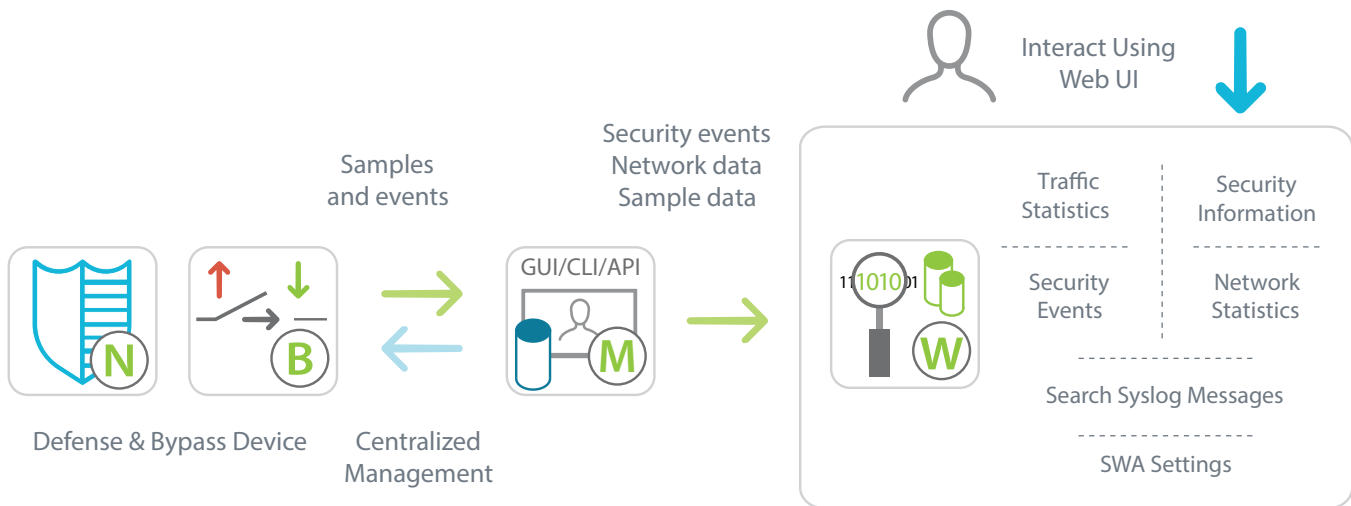 Interact Using
Web UI
Security events
Network data
Sample data
Samples
and events
Traffic
Statistics
Security
Information
GUI/CLI/API
11 1010 01
Security
Events
Network
Statistics
N
B
M
W
Search Syslog Messages
Defense & Bypass Device
Centralized
Management
SWA Settings